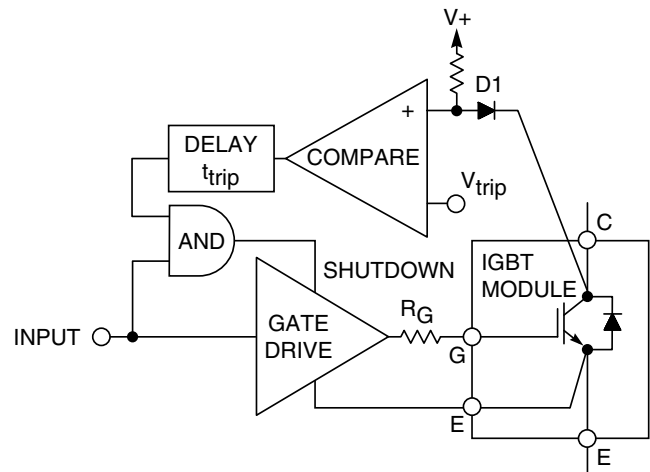 V+
D1
+
DELAY
t_trip
COMPARE
V_trip
C
AND
SHUTDOWN
IGBT
MODULE
R_G
INPUT
GATE
DRIVE
G
E
E